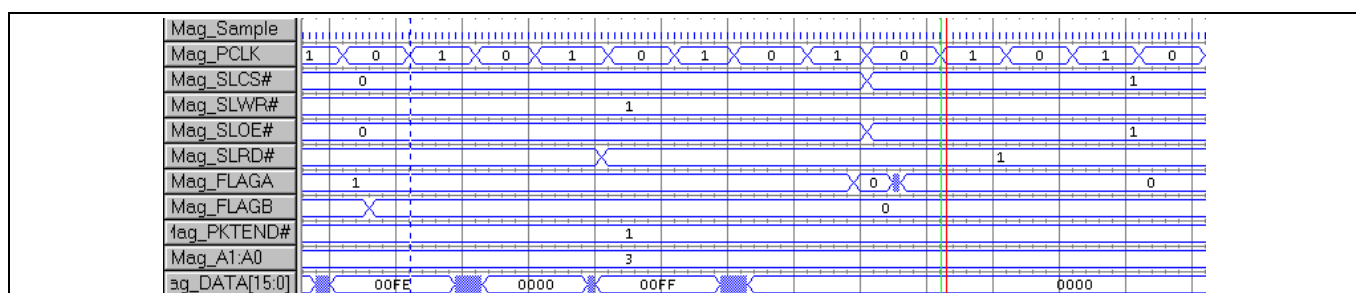 Mag_Sample
Mag_PCLK 1 0 1 0 1 0 1 0 1 0 1 0 1 0
Mag_SLCS# 0 1
Mag_SLWR# 1
Mag_SLOE# 0 1
Mag_SLRD# 1
Mag_FLAGA 1 0 0
Mag_FLAGB 0
Mag_PKTEND# 1
Mag_A1:A0 3
ag_DATA[15:0] 00FE 0000 00FF 0000